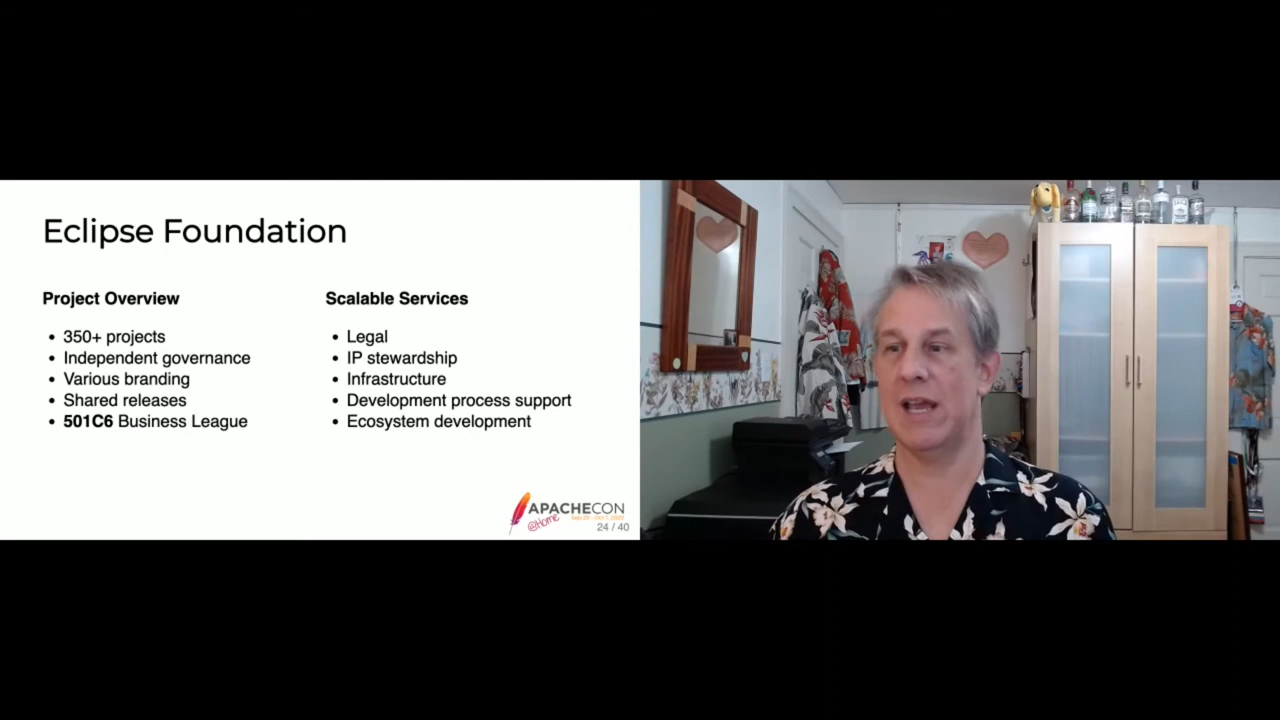 Eclipse Foundation
Project Overview
• 350+ projects
• Independent governance
• Various branding
• Shared releases
• 501C6 Business League
Scalable Services
• Legal
• IP stewardship
• Infrastructure
• Development process support
• Ecosystem development
APACHECON
@Home
24 / 40